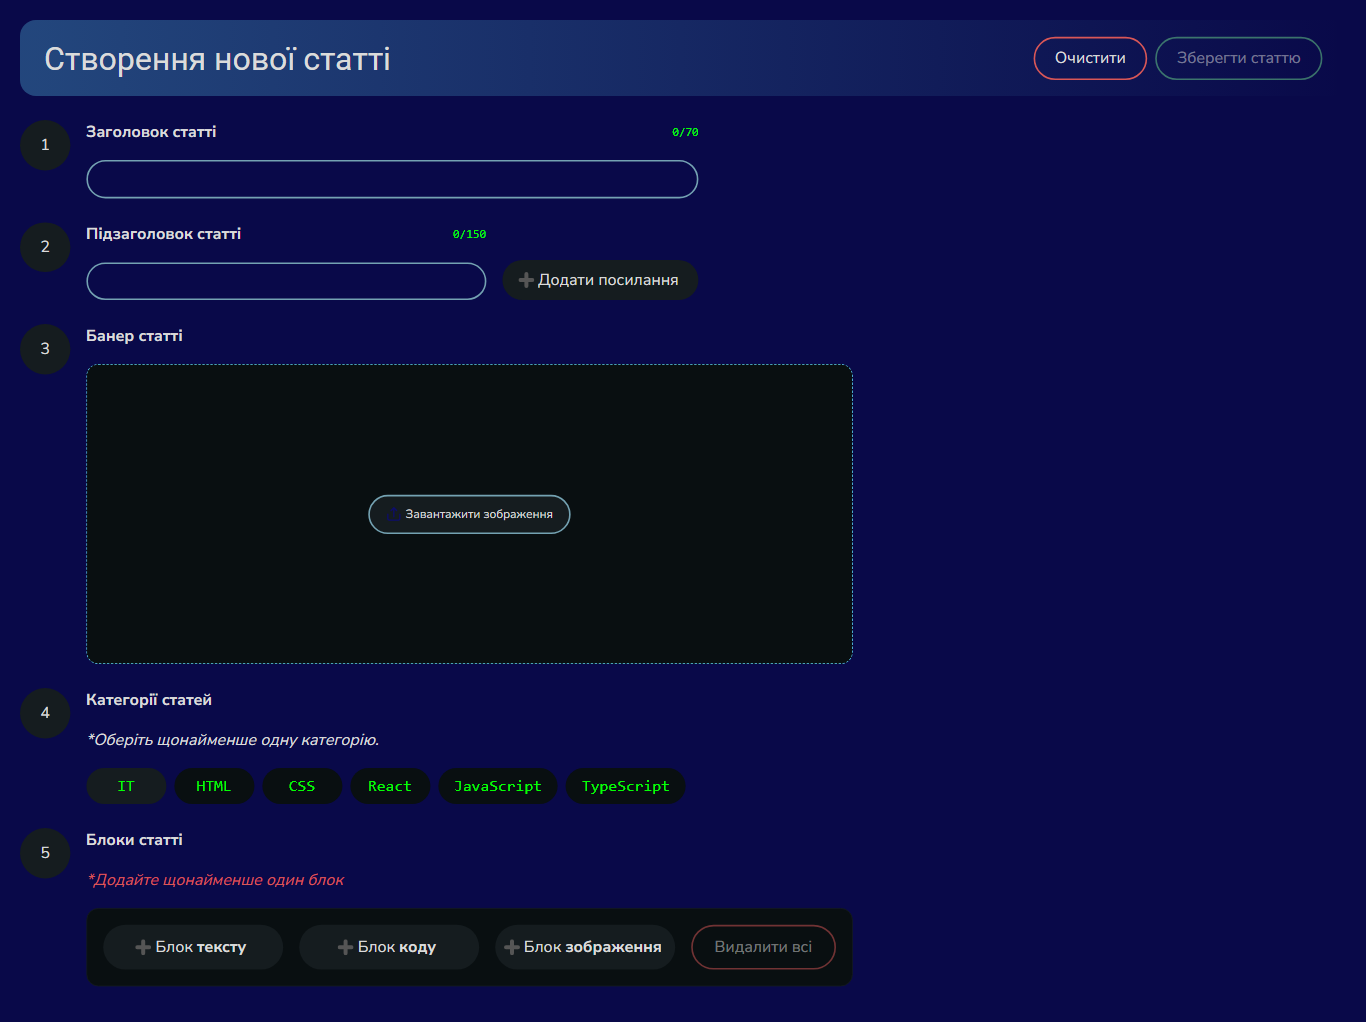 Створення нової статті
Очистити
Зберегти статтю
1
Заголовок статті
0/70
2
Підзаголовок статті
0/150
Додати посилання
3
Банер статті
Завантажити зображення
4
Категорії статей
*Оберіть щонайменше одну категорію.
IT
HTML
CSS
React
JavaScript
TypeScript
5
Блоки статті
*Додайте щонайменше один блок
Блок тексту
Блок коду
Блок зображення
Видалити всі